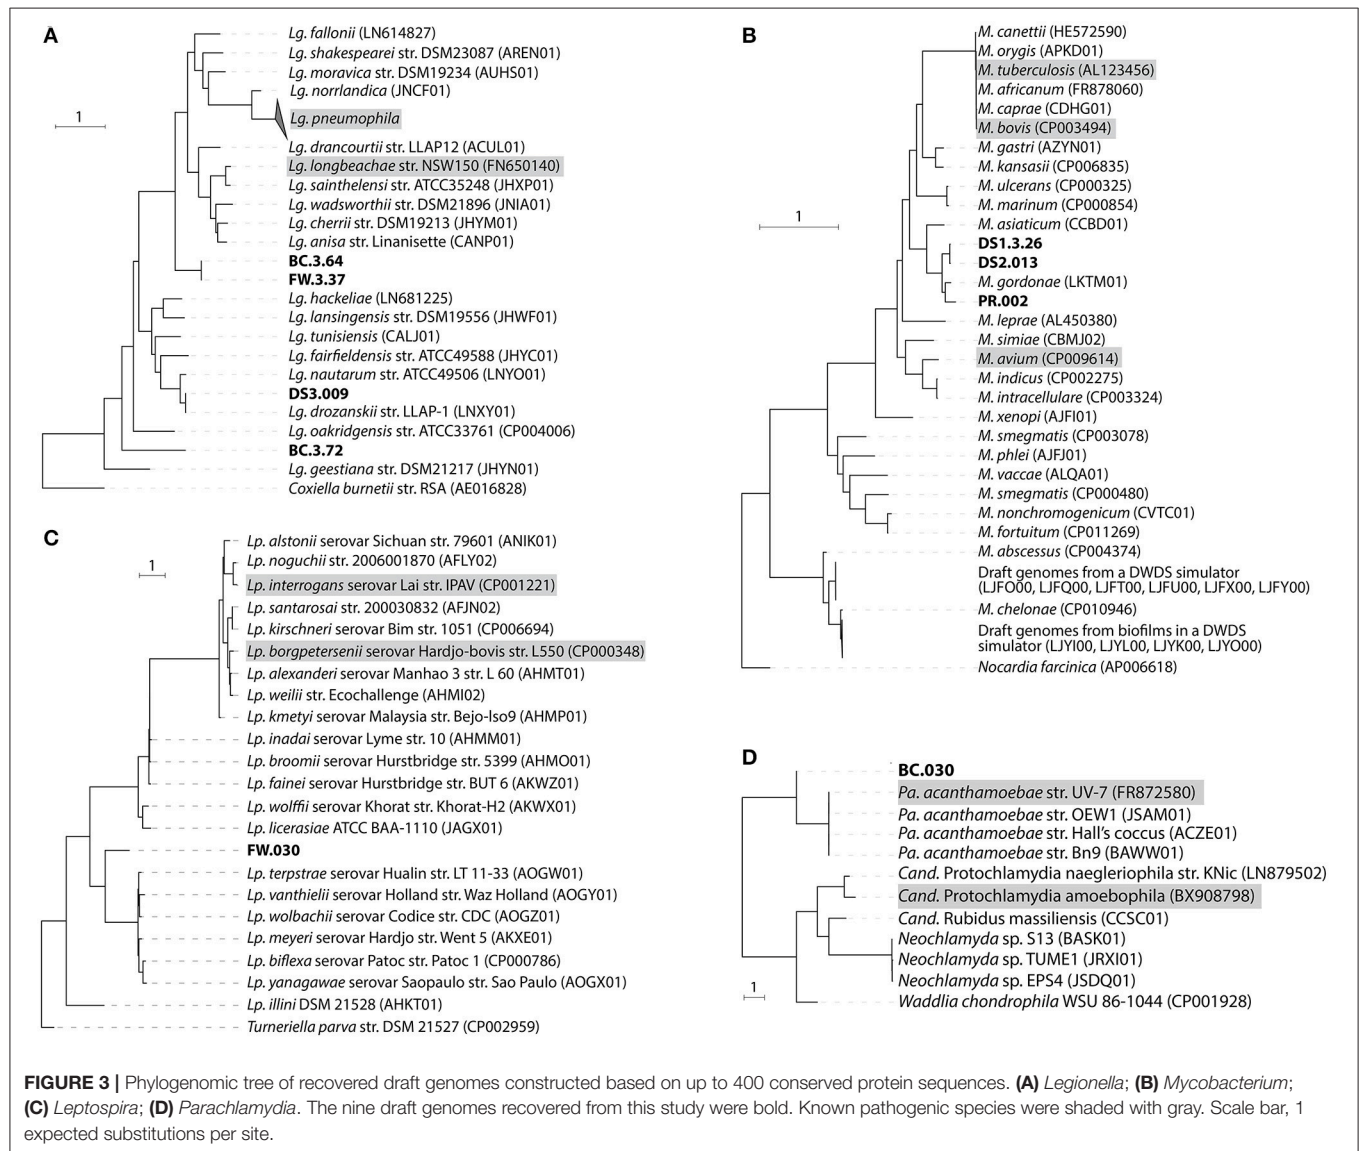 A
Lg. fallonii (LN614827)
Lg. shakespearei str. DSM23087 (AREN01)
Lg. moravica str. DSM19234 (AUHS01)
Lg. norrlandica (JNCF01)
1
Lg. pneumophila
Lg. drancourtii str. LLAP12 (ACUL01)
Lg. longbeachae str. NSW150 (FN650140)
Lg. sainthelensi str. ATCC35248 (JHXP01)
Lg. wadsworthii str. DSM21896 (JNIA01)
Lg. cherrii str. DSM19213 (JHYM01)
Lg. anisa str. Linanisette (CANP01)
BC.3.64
FW.3.37
Lg. hackeliae (LN681225)
Lg. lansingensis str. DSM19556 (JHWF01)
Lg. tunisiensis (CALJ01)
Lg. fairfieldensis str. ATCC49588 (JHYC01)
Lg. nautarum str. ATCC49506 (LNYO01)
DS3.009
Lg. drozanskii str. LLAP-1 (LNXY01)
Lg. oakridgensis str. ATCC33761 (CP004006)
BC.3.72
Lg. geestiana str. DSM21217 (JHYN01)
Coxiella burnetii str. RSA (AE016828)
B
M. canettii (HE572590)
M. orygis (APKD01)
M. tuberculosis (AL123456)
M. africanum (FR878060)
M. caprae (CDHG01)
M. bovis (CP003494)
M. gastri (AZYN01)
M. kansasii (CP006835)
M. ulcerans (CP000325)
M. marinum (CP000854)
1
M. asiaticum (CCBD01)
DS1.3.26
DS2.013
M. gordonae (LKTM01)
PR.002
M. leprae (AL450380)
M. simiae (CBMJ02)
M. avium (CP009614)
M. indicus (CP002275)
M. intracellulare (CP003324)
M. xenopi (AJFI01)
M. smegmatis (CP003078)
M. phlei (AJFJ01)
M. vaccae (ALQA01)
M. smegmatis (CP000480)
M. nonchromogenicum (CVTC01)
M. fortuitum (CP011269)
M. abscessus (CP004374)
Draft genomes from a DWDS simulator
(LJFO00, LJFQ00, LJFT00, LJFU00, LJFX00, LJFY00)
M. chelonae (CP010946)
Draft genomes from biofilms in a DWDS
simulator (LJYI00, LJYL00, LJYK00, LJYO00)
Nocardia farcinica (AP006618)
C
Lp. alstonii serovar Sichuan str. 79601 (ANIK01)
Lp. noguchii str. 2006001870 (AFLY02)
1
Lp. interrogans serovar Lai str. IPAV (CP001221)
Lp. santarosai str. 200030832 (AFJN02)
Lp. kirschneri serovar Bim str. 1051 (CP006694)
Lp. borgpetersenii serovar Hardjo-bovis str. L550 (CP000348)
Lp. alexanderi serovar Manhao 3 str. L 60 (AHMT01)
Lp. weilii str. Ecochallenge (AHMI02)
Lp. kmetyi serovar Malaysia str. Bejo-Iso9 (AHMP01)
Lp. inadai serovar Lyme str. 10 (AHMM01)
Lp. broomii serovar Hurstbridge str. 5399 (AHMO01)
Lp. fainei serovar Hurstbridge str. BUT 6 (AKWZ01)
Lp. wolffii serovar Khorat str. Khorat-H2 (AKWX01)
Lp. licerasiae ATCC BAA-1110 (JAGX01)
FW.030
Lp. terpstrae serovar Hualin str. LT 11-33 (AOGW01)
Lp. vanthielii serovar Holland str. Waz Holland (AOGY01)
Lp. wolbachii serovar Codice str. CDC (AOGZ01)
Lp. meyeri serovar Hardjo str. Went 5 (AKXE01)
Lp. biflexa serovar Patoc str. Patoc 1 (CP000786)
Lp. yanagawae serovar Saopaulo str. Sao Paulo (AOGX01)
Lp. illini DSM 21528 (AHKT01)
Turneriella parva str. DSM 21527 (CP002959)
D
BC.030
Pa. acanthamoebae str. UV-7 (FR872580)
Pa. acanthamoebae str. OEW1 (JSAM01)
Pa. acanthamoebae str. Hall's coccus (ACZE01)
Pa. acanthamoebae str. Bn9 (BAWW01)
Cand. Protochlamydia naegleriophila str. KNic (LN879502)
Cand. Protochlamydia amoebophila (BX908798)
Cand. Rubidus massiliensis (CCSC01)
Neochlamyda sp. S13 (BASK01)
Neochlamyda sp. TUME1 (JRXI01)
Neochlamyda sp. EPS4 (JSDQ01)
1
Waddlia chondrophila WSU 86-1044 (CP001928)
FIGURE 3 | Phylogenomic tree of recovered draft genomes constructed based on up to 400 conserved protein sequences. (A) Legionella; (B) Mycobacterium;
(C) Leptospira; (D) Parachlamydia. The nine draft genomes recovered from this study were bold. Known pathogenic species were shaded with gray. Scale bar, 1
expected substitutions per site.